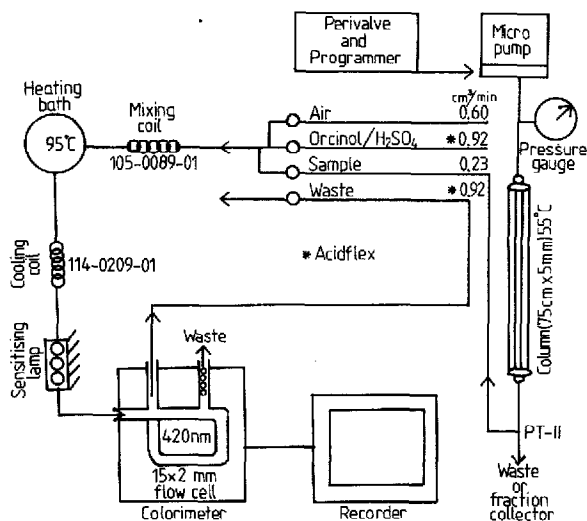 Perivalve
and
Programmer
Micro
pump
Heating
bath
95°C
Mixing
coil
105-0089-01
cm³/min
Air 0,60
Orcinol/H₂SO₄ *0,92
Sample 0,23
Waste *0,92
Pressure
gauge
* Acidflex
Cooling
coil
114-0209-01
Column(75cm x 5mm)55°C
Sensitising
lamp
Waste
420nm
15×2 mm
flow cell
Colorimeter
Recorder
PT-II
Waste
or
fraction
collector